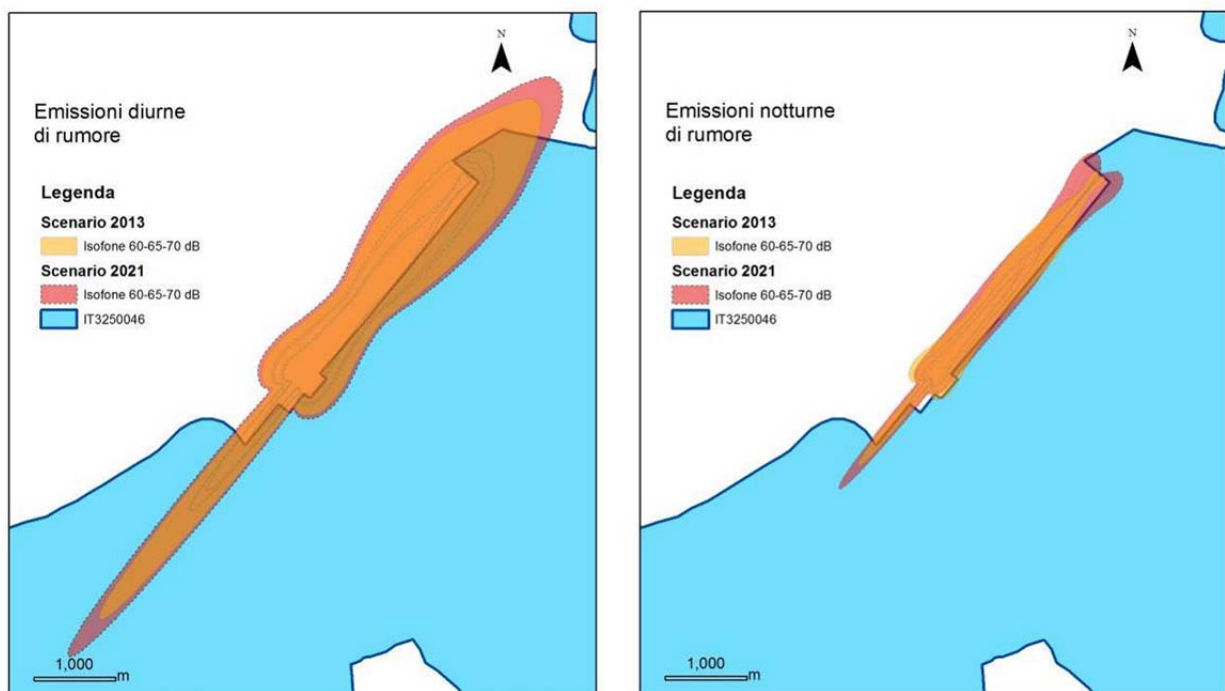 N
Emissioni diurne
di rumore
Legenda
Scenario 2013
Isofone 60-65-70 dB
Scenario 2021
Isofone 60-65-70 dB
IT3250046
1,000
m
N
Emissioni notturne
di rumore
Legenda
Scenario 2013
Isofone 60-65-70 dB
Scenario 2021
Isofone 60-65-70 dB
IT3250046
1,000
m